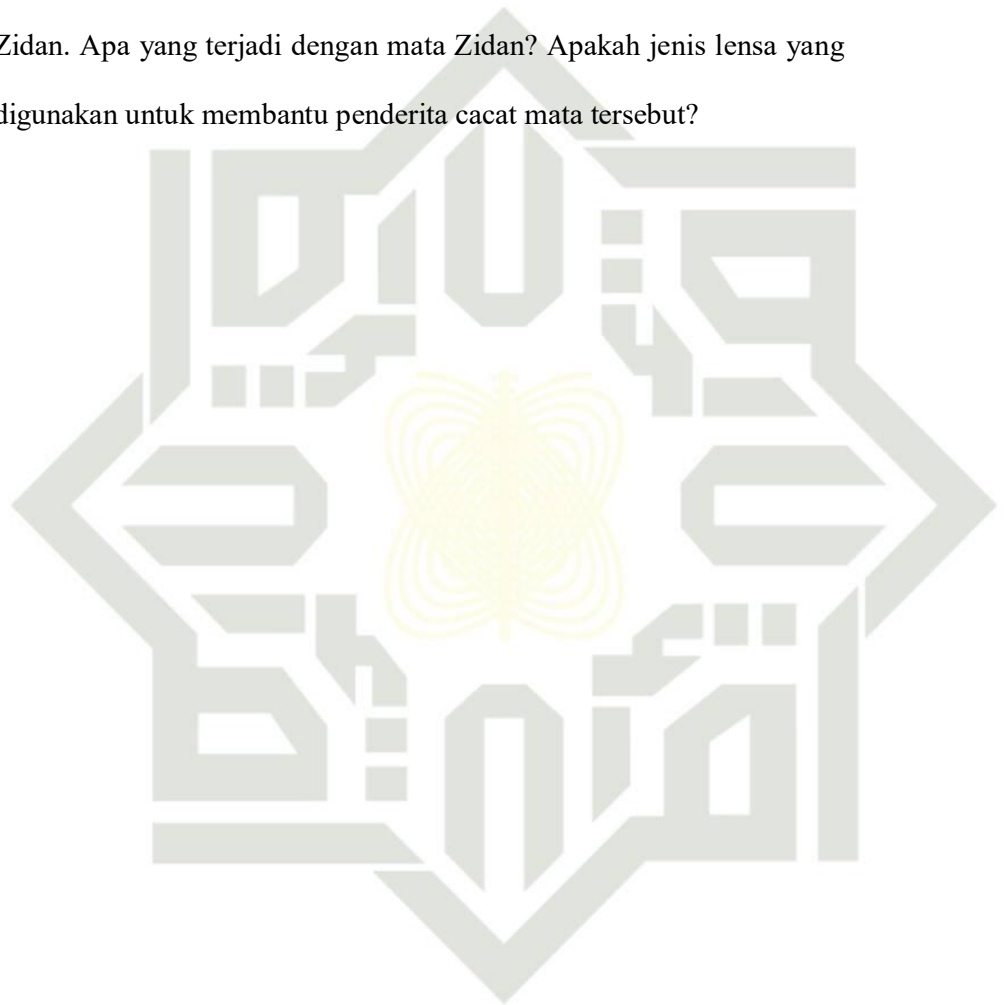 Zidan. Apa yang terjadi dengan mata Zidan? Apakah jenis lensa yang
digunakan untuk membantu penderita cacat mata tersebut?